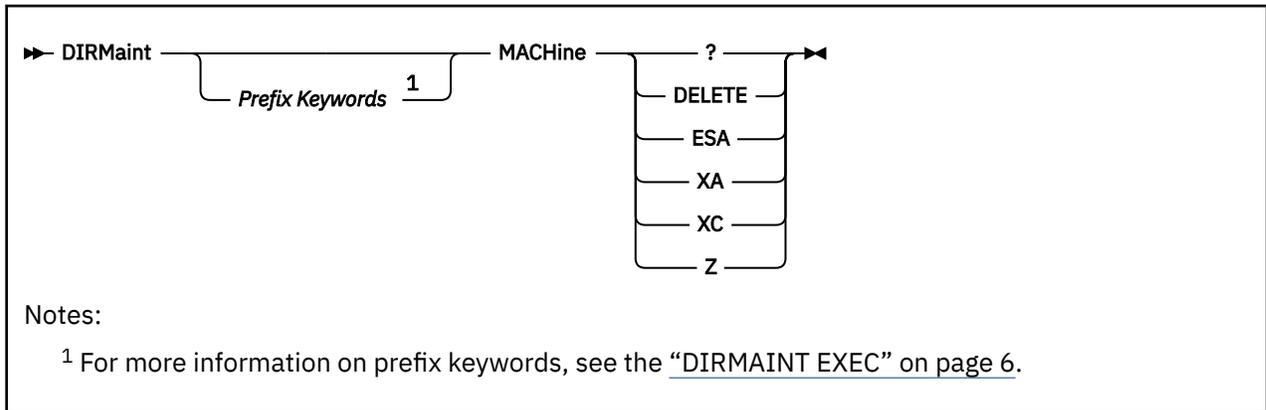 DIRMaint MACHine ?
Prefix Keywords 1
DELETE
ESA
XA
XC
Z
Notes:
1 For more information on prefix keywords, see the “DIRMAINT EXEC” on page 6.